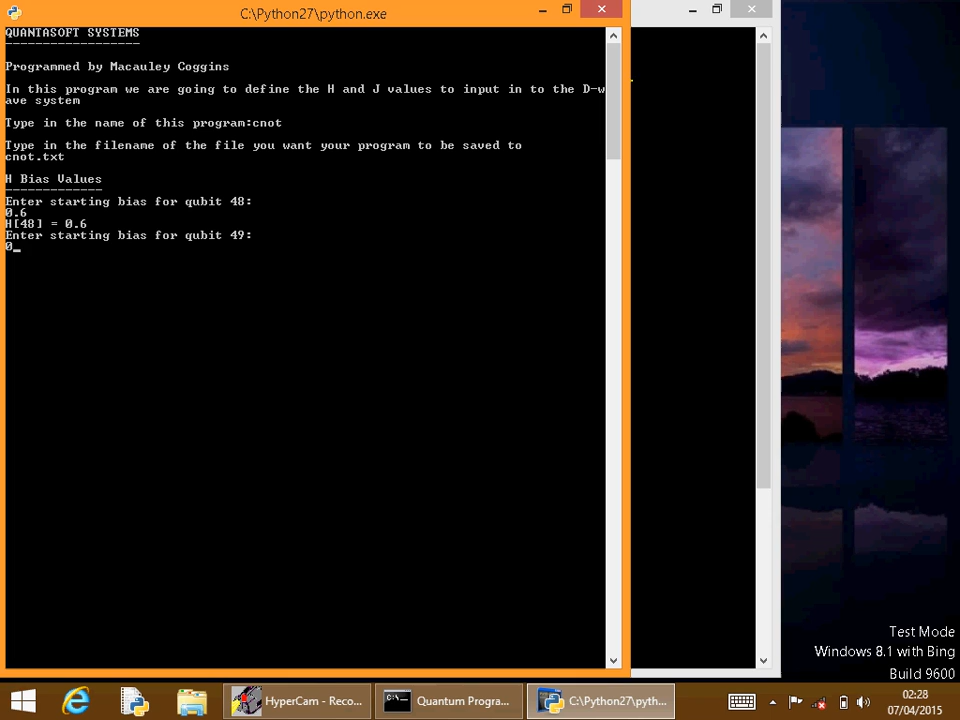 C:\Python27\python.exe
QUANTASOFT SYSTEMS
------------------
Programmed by Macauley Coggins
In this program we are going to define the H and J values to input in to the D-w
ave system
Type in the name of this program:cnot
Type in the filename of the file you want your program to be saved to
cnot.txt
H Bias Values
-------------
Enter starting bias for qubit 48:
0.6
H[48] = 0.6
Enter starting bias for qubit 49:
0_
Test Mode
Windows 8.1 with Bing
Build 9600
HyperCam - Reco...
Quantum Progra...
C:\Python27\pyth...
02:28
07/04/2015